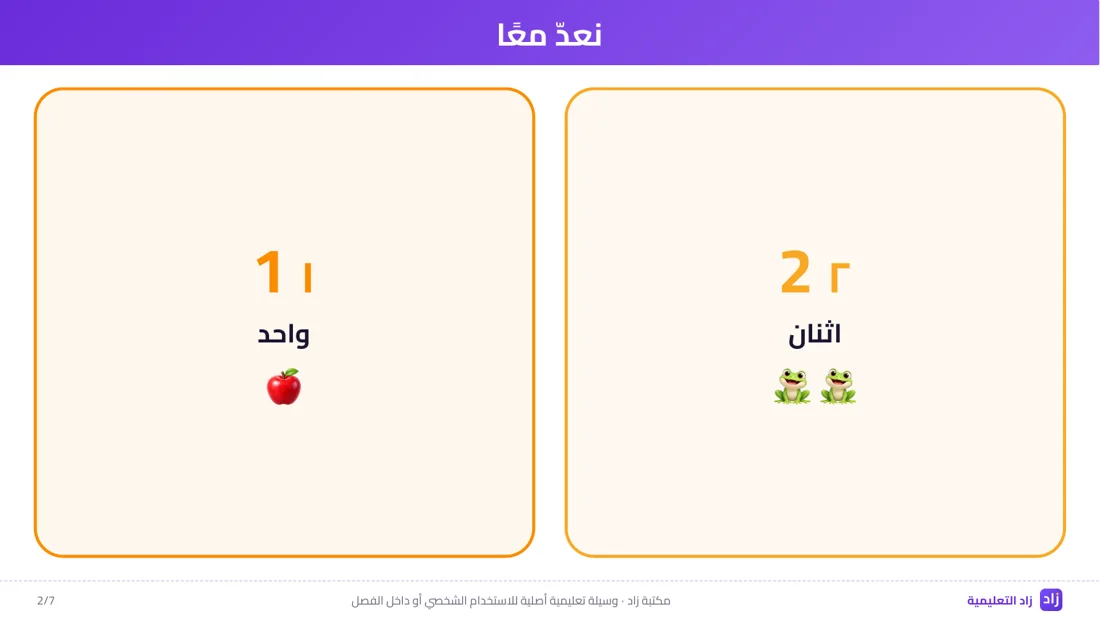 نعدّ معًا
٢ 2
اثنان
١ 1
واحد
زاد زاد التعليمية
مكتبة زاد · وسيلة تعليمية أصلية للاستخدام الشخصي أو داخل الفصل
2/7